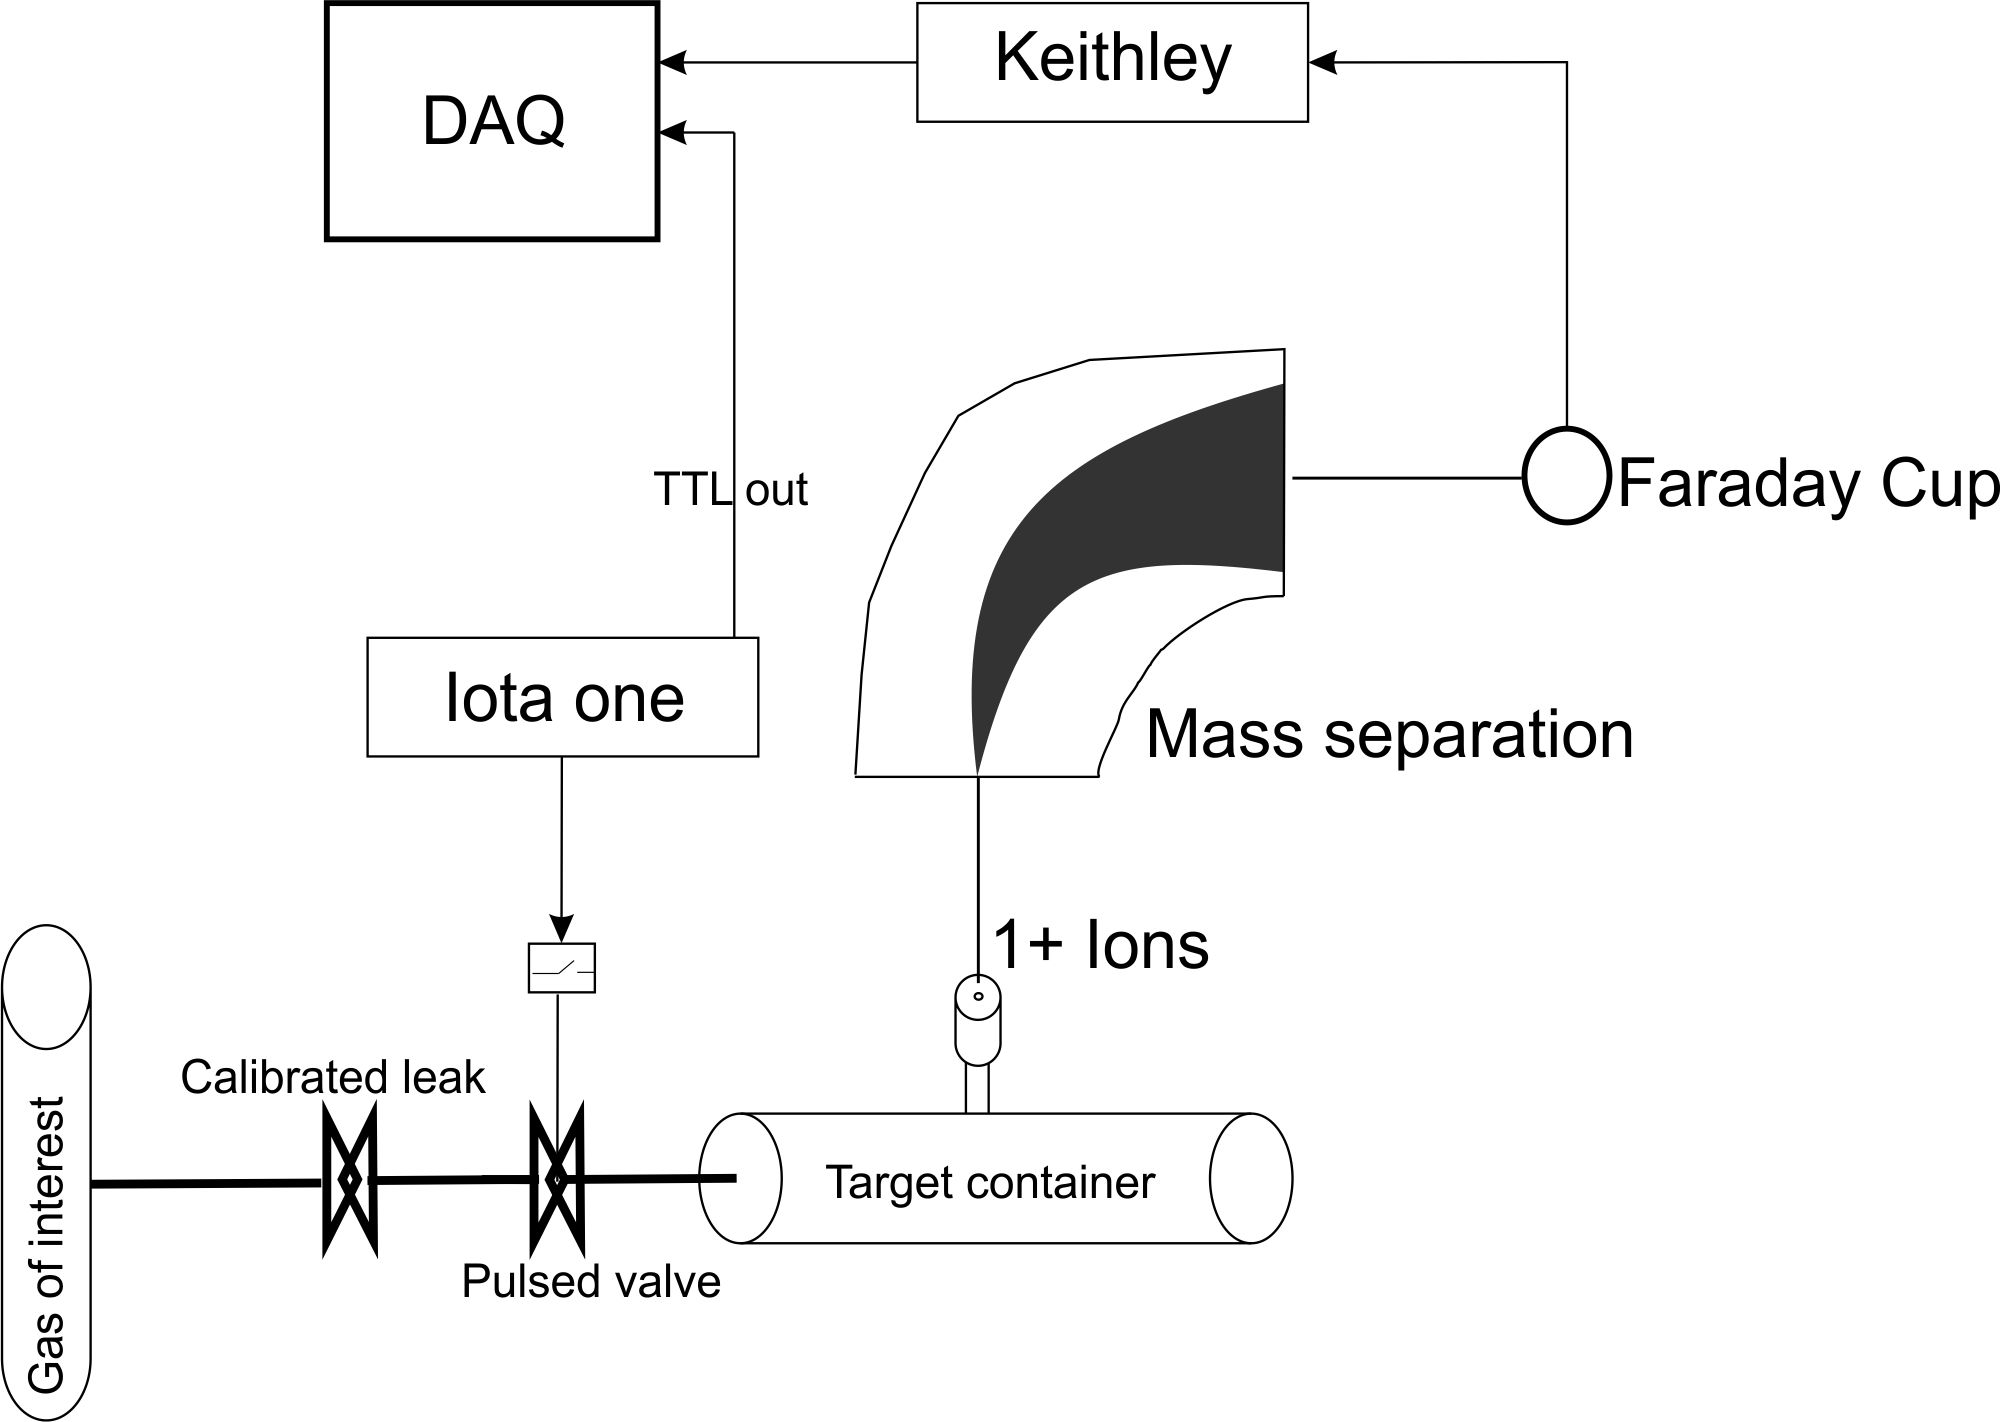 Keithley
DAQ
Faraday Cup
TTL out
Iota one
Mass separation
1+ Ions
Calibrated leak
Gas of interest
Target container
Pulsed valve